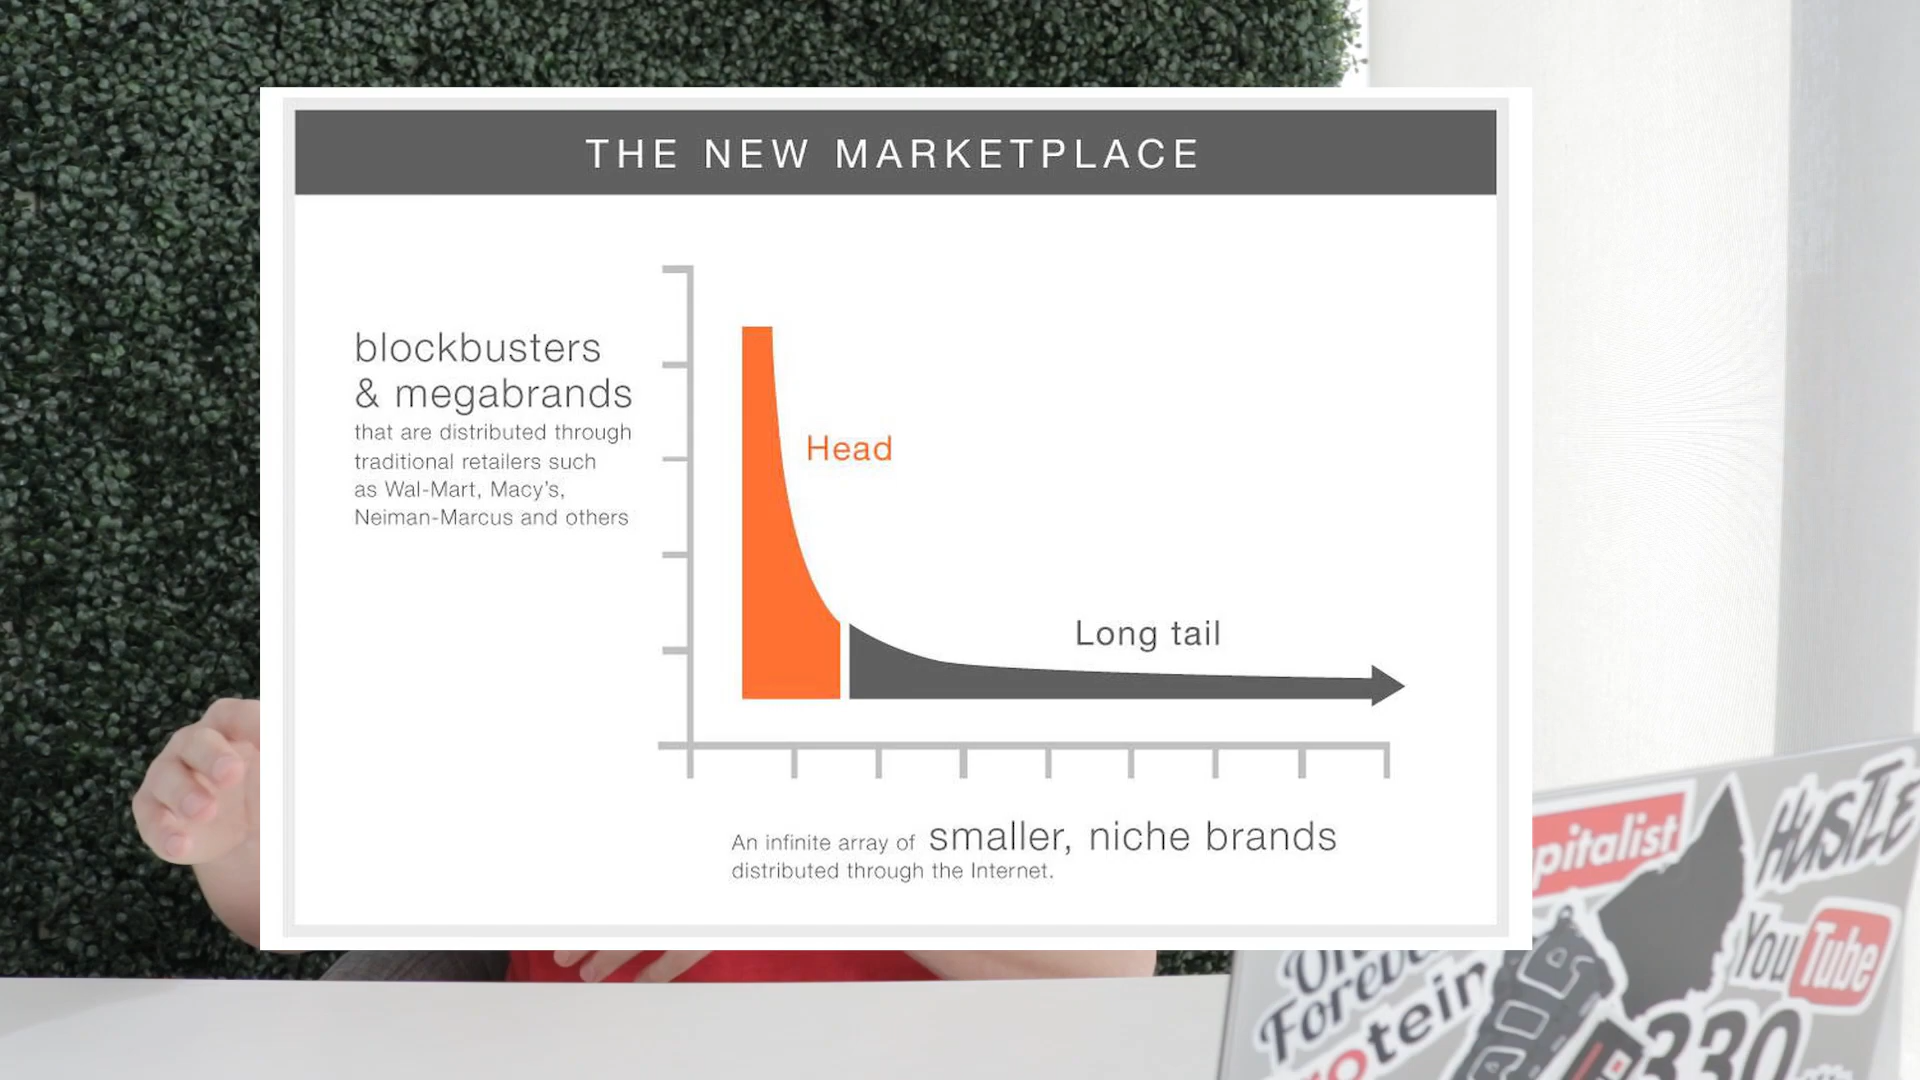 THE NEW MARKETPLACE
blockbusters
& megabrands
that are distributed through
traditional retailers such
as Wal-Mart, Macy's,
Neiman-Marcus and others
Head
Long tail
An infinite array of smaller, niche brands
distributed through the Internet.
pitalist
HUSTLE
YouTube
Forever
otein
AIR
330